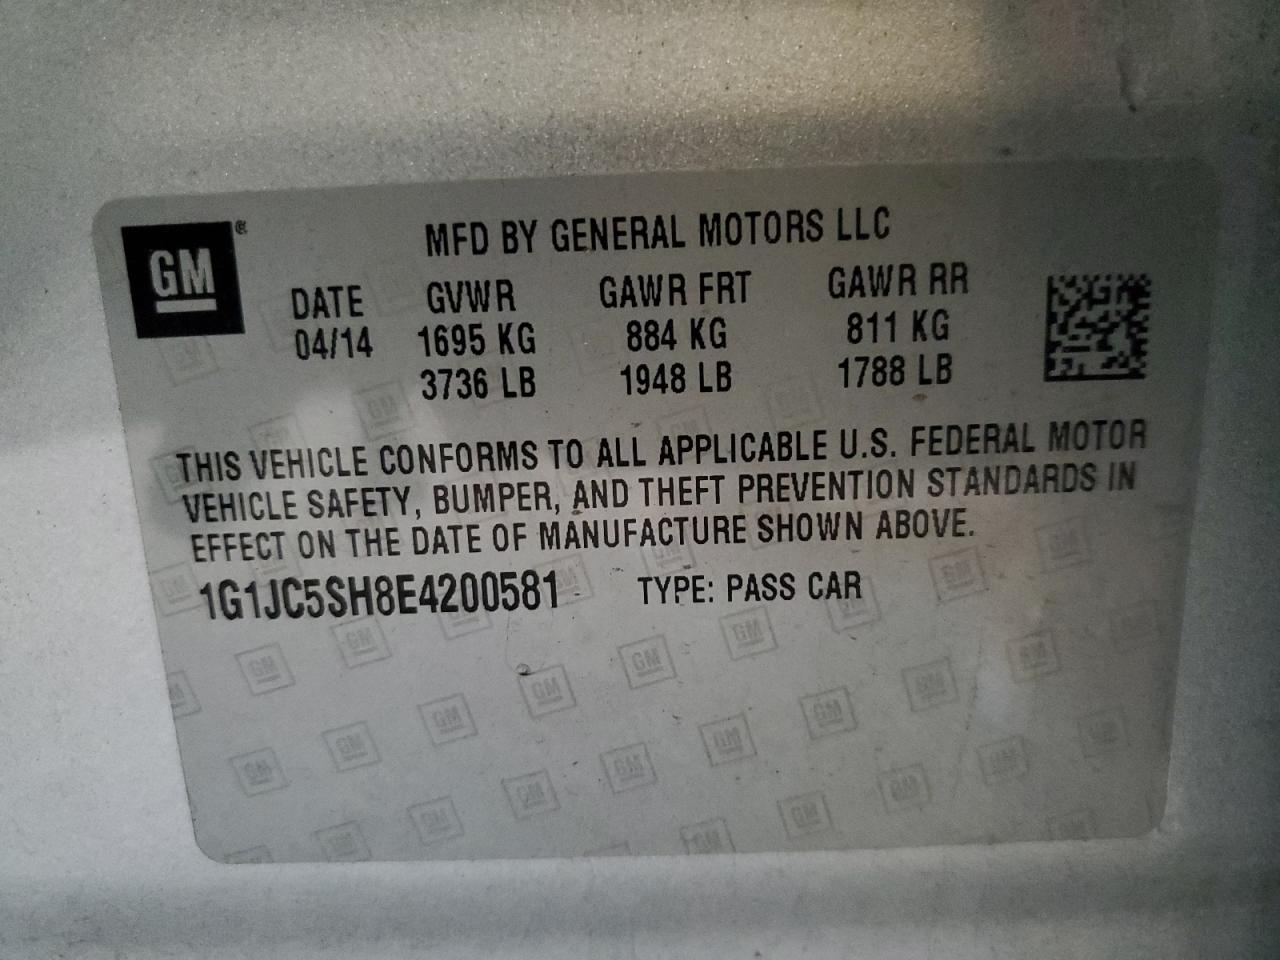 GM®
MFD BY GENERAL MOTORS LLC
DATE GVWR GAWR FRT GAWR RR
04/14 1695 KG 884 KG 811 KG
3736 LB 1948 LB 1788 LB
THIS VEHICLE CONFORMS TO ALL APPLICABLE U.S. FEDERAL MOTOR
VEHICLE SAFETY, BUMPER, AND THEFT PREVENTION STANDARDS IN
EFFECT ON THE DATE OF MANUFACTURE SHOWN ABOVE.
1G1JC5SH8E4200581 TYPE: PASS CAR